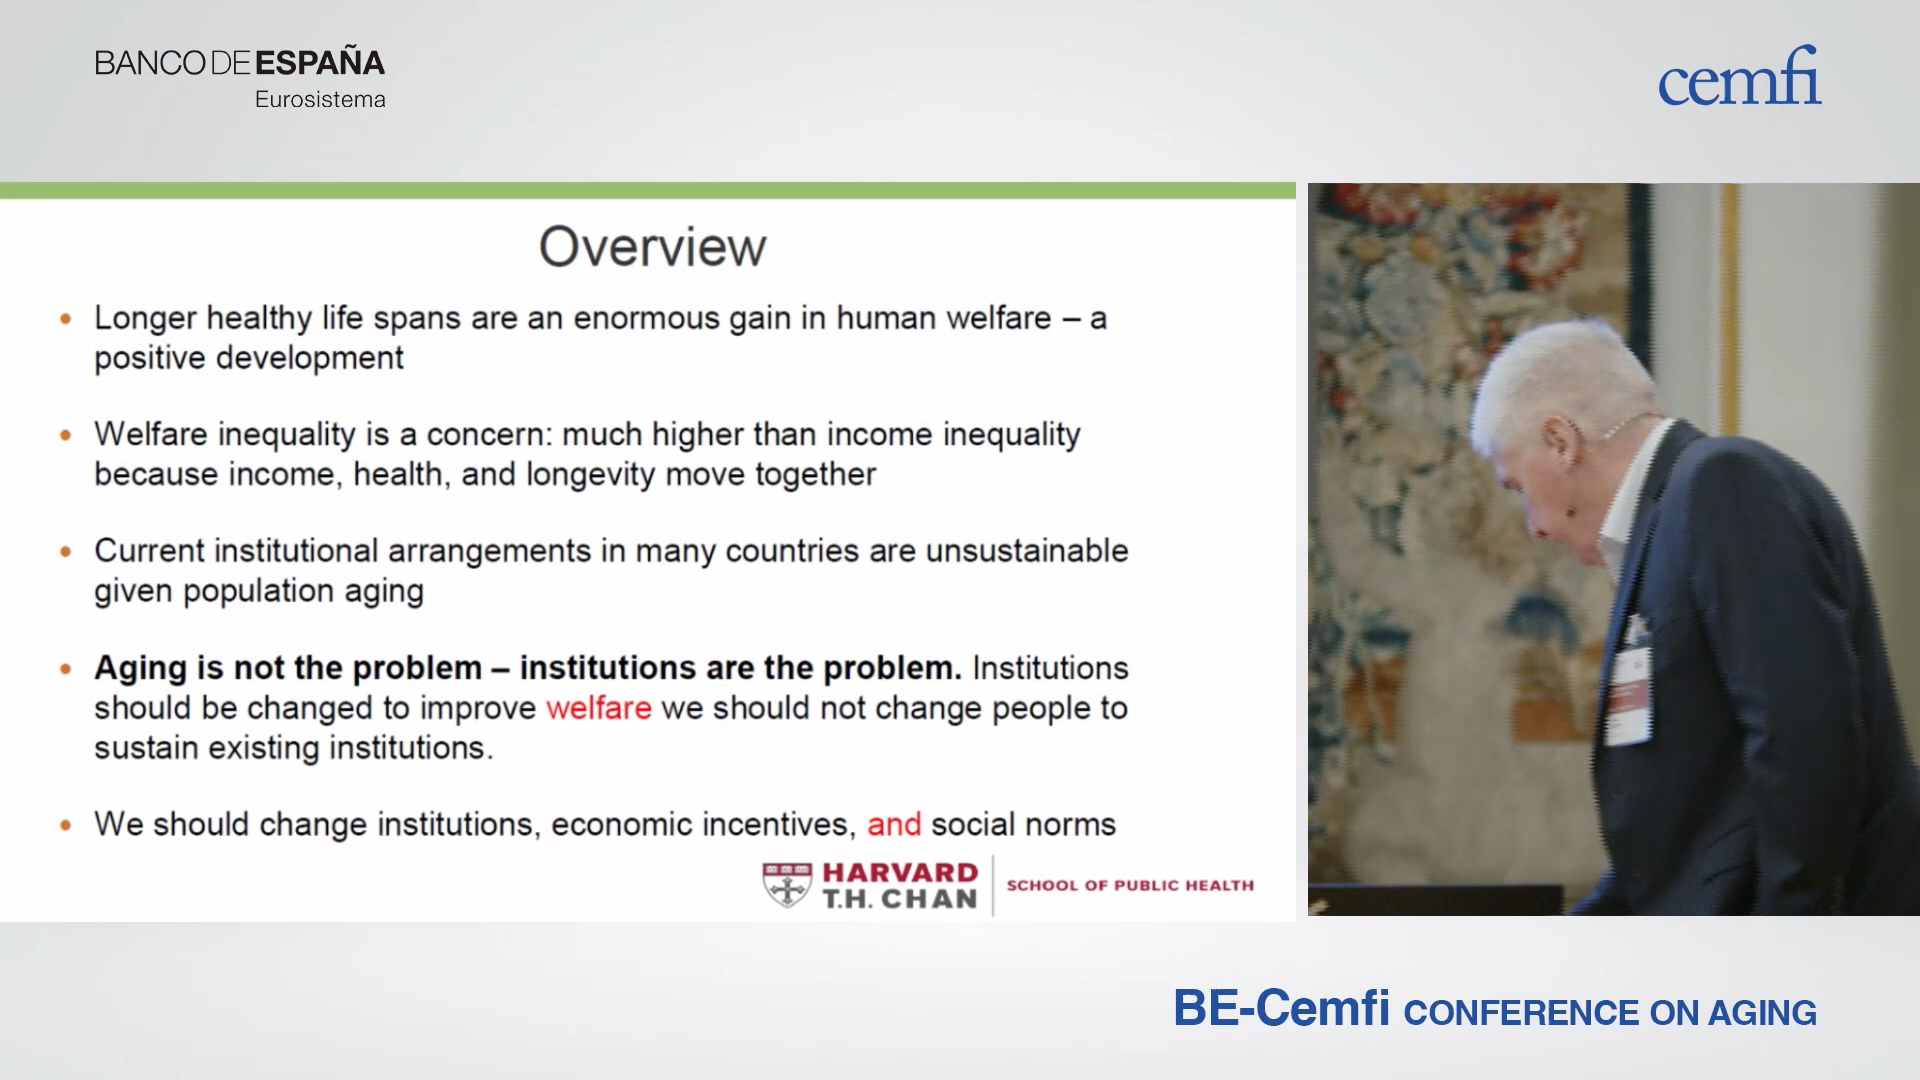 BANCO DE ESPAÑA
Eurosistema
cemfi
Overview
• Longer healthy life spans are an enormous gain in human welfare – a
positive development
• Welfare inequality is a concern: much higher than income inequality
because income, health, and longevity move together
• Current institutional arrangements in many countries are unsustainable
given population aging
• Aging is not the problem – institutions are the problem. Institutions
should be changed to improve welfare we should not change people to
sustain existing institutions.
• We should change institutions, economic incentives, and social norms
HARVARD
T.H. CHAN
SCHOOL OF PUBLIC HEALTH
BE-Cemfi CONFERENCE ON AGING